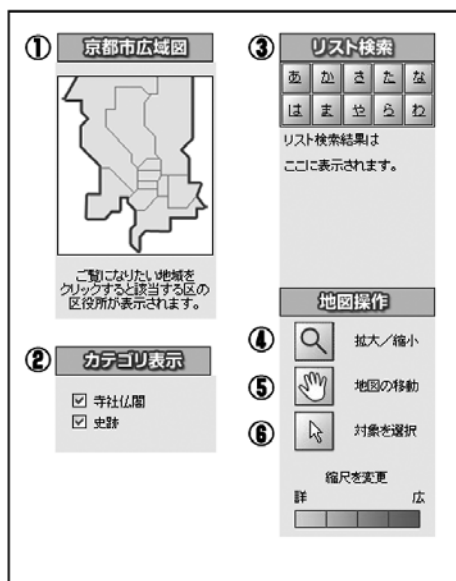 ① 京都市広域図
ご覧になりたい地域を
クリックすると該当する区の
区役所が表示されます。
② カテゴリ表示
寺社仏閣
史跡
③ リスト検索
あ か さ た な
は ま や ら わ
リスト検索結果は
ここに表示されます。
地図操作
④ 拡大／縮小
⑤ 地図の移動
⑥ 対象を選択
縮尺を変更
詳 広